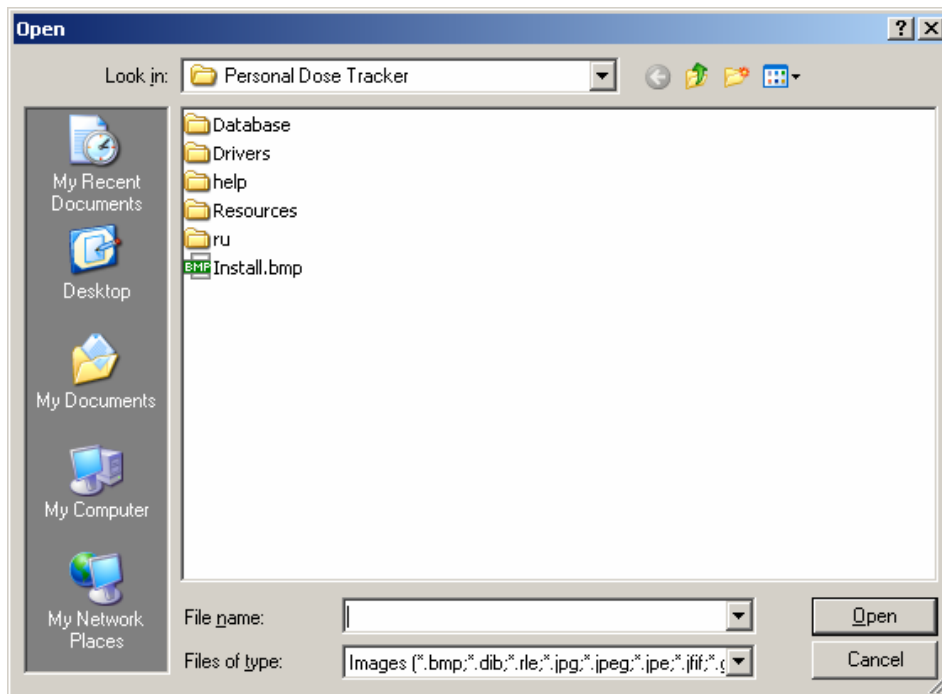 Open
Look in:
Personal Dose Tracker
My Recent
Documents
Desktop
My Documents
My Computer
My Network
Places
Database
Drivers
help
Resources
ru
BMP Install.bmp
File name:
Open
Files of type:
Images (*.bmp;*.dib;*.rle;*.jpg;*.jpeg;*.jpe;*.jfif;*.g
Cancel